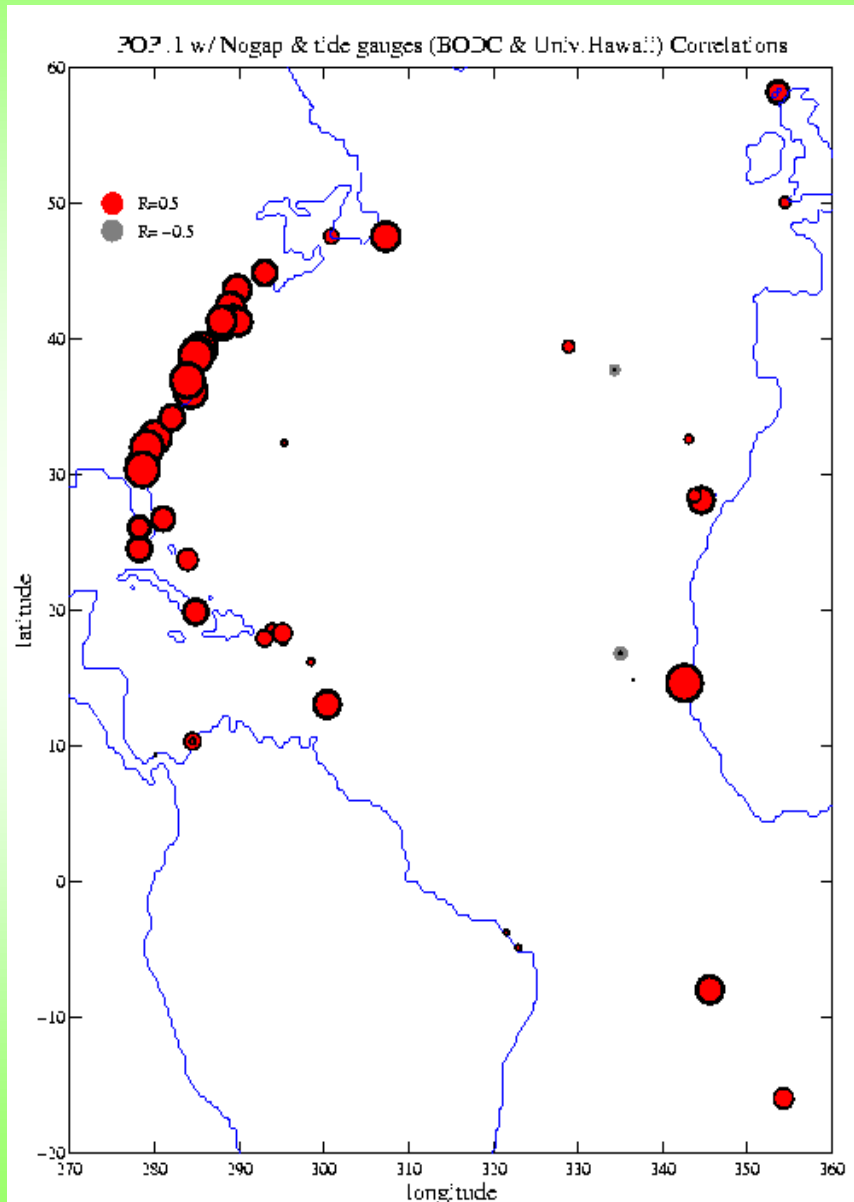 POP .1 w/ Nogap & tide gauges (BODC & Univ.Hawaii) Correlations
60
50
R=0.5
R= −0.5
40
30
20
10
0
−10
−20
latitude
270 280 290 300 310 320 330 340 350 360
longitude